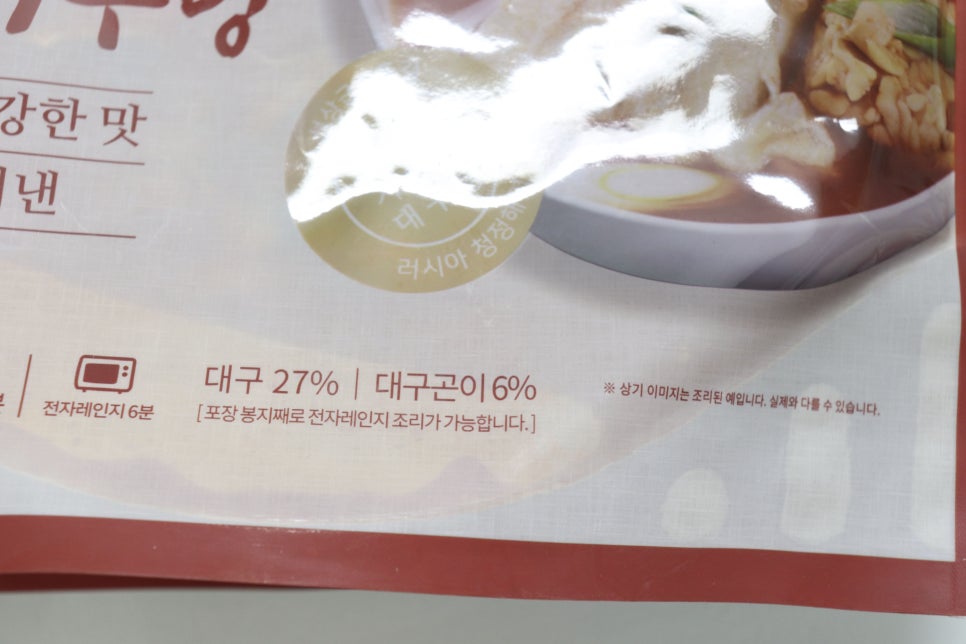 강한 맛
낸
대구
러시아 청정해
전자레인지 6분
대구 27% | 대구곤이 6%
[ 포장 봉지째로 전자레인지 조리가 가능합니다. ]
※ 상기 이미지는 조리된 예입니다. 실제와 다를 수 있습니다.